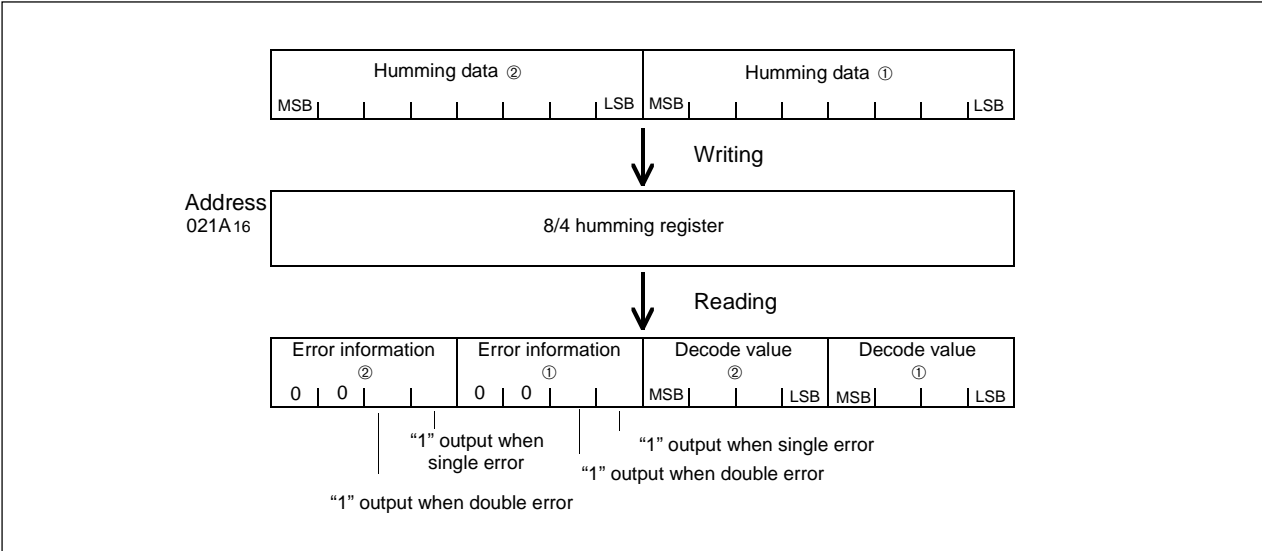 Humming data ② Humming data ①
MSB LSB MSB LSB
Writing
Address
021A16
8/4 humming register
Reading
Error information Error information Decode value Decode value
② ① ② ①
0 0 0 0 MSB LSB MSB LSB
“1” output when
single error
“1” output when single error
“1” output when double error
“1” output when double error